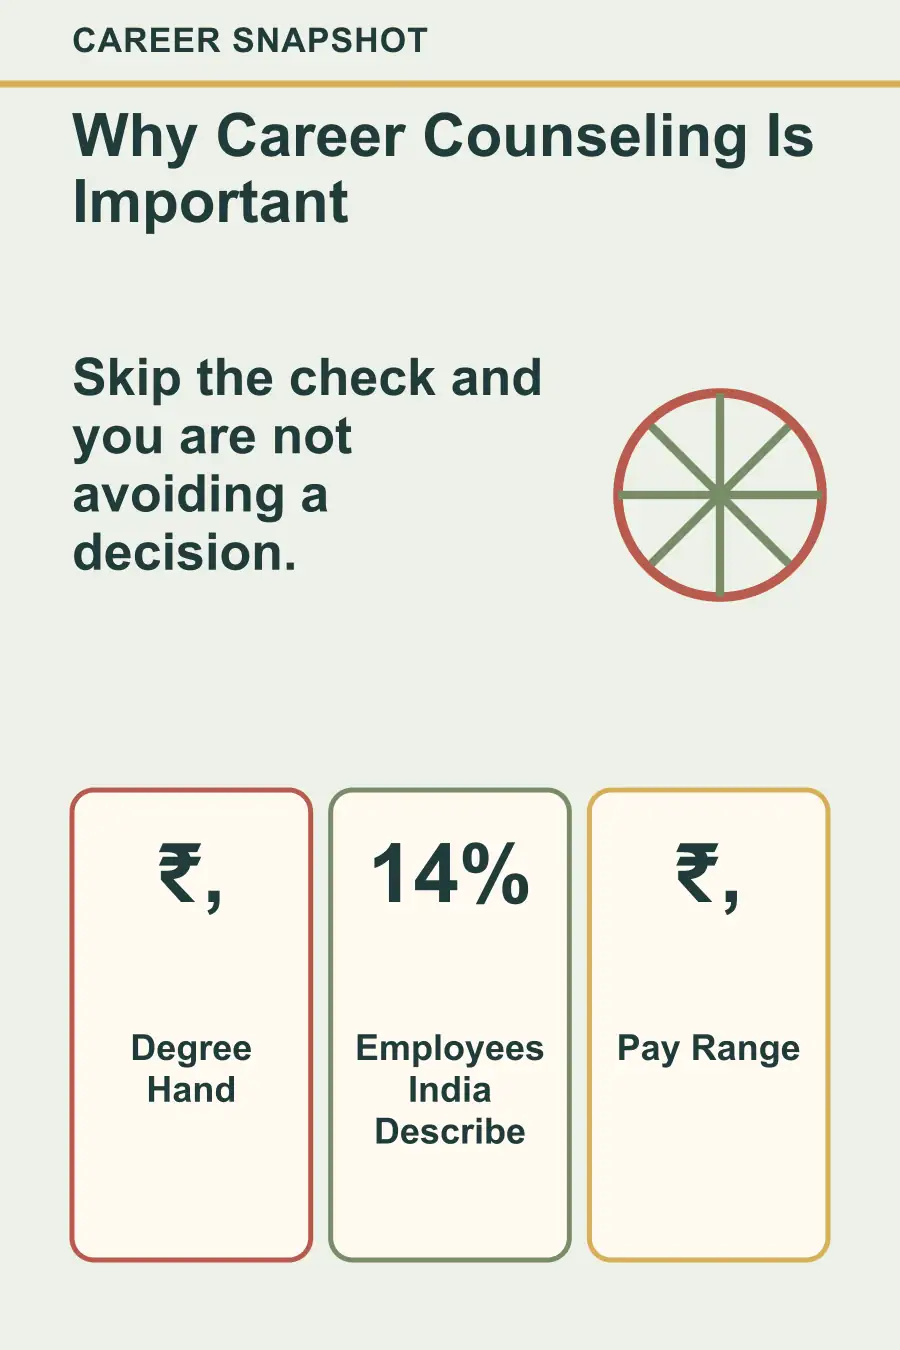 CAREER SNAPSHOT
Why Career Counseling Is
Important
Skip the check and
you are not
avoiding a
decision.
₹,
Degree
Hand
14%
Employees
India
Describe
₹,
Pay Range